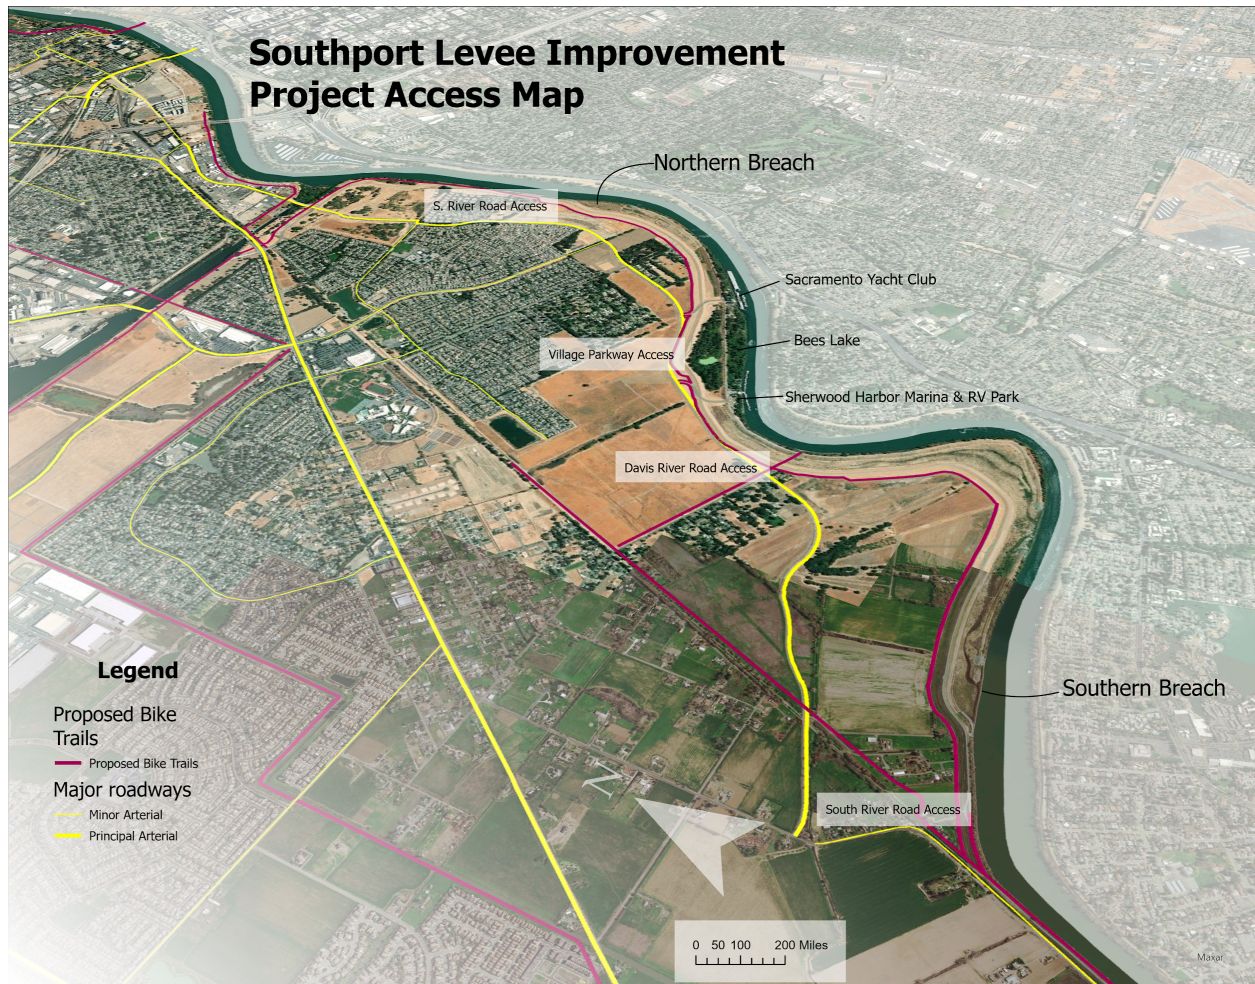 Southport Levee Improvement
Project Access Map
Northern Breach
S. River Road Access
Sacramento Yacht Club
Bees Lake
Village Parkway Access
Sherwood Harbor Marina & RV Park
Davis River Road Access
Southern Breach
Legend
Proposed Bike
Trails
Proposed Bike Trails
Major roadways
Minor Arterial
Principal Arterial
N
South River Road Access
0 50 100 200 Miles
Maxar